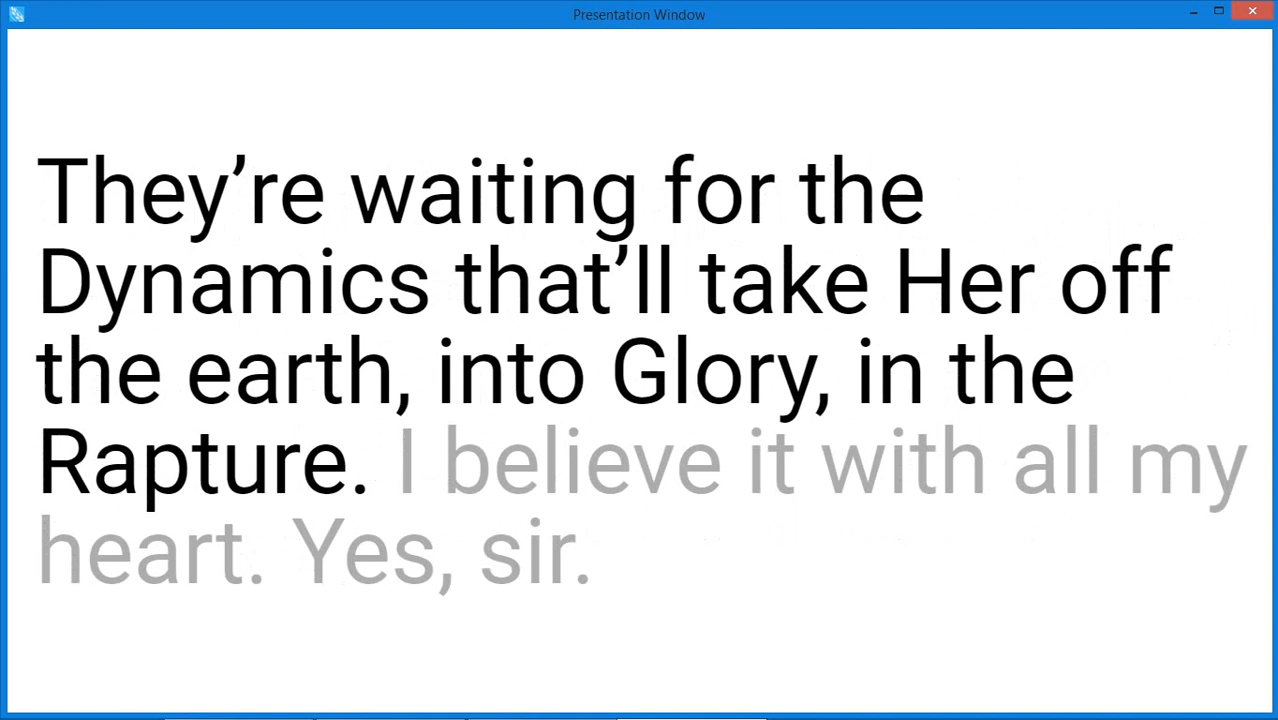 Presentation Window
They’re waiting for the
Dynamics that’ll take Her off
the earth, into Glory, in the
Rapture. I believe it with all my
heart. Yes, sir.